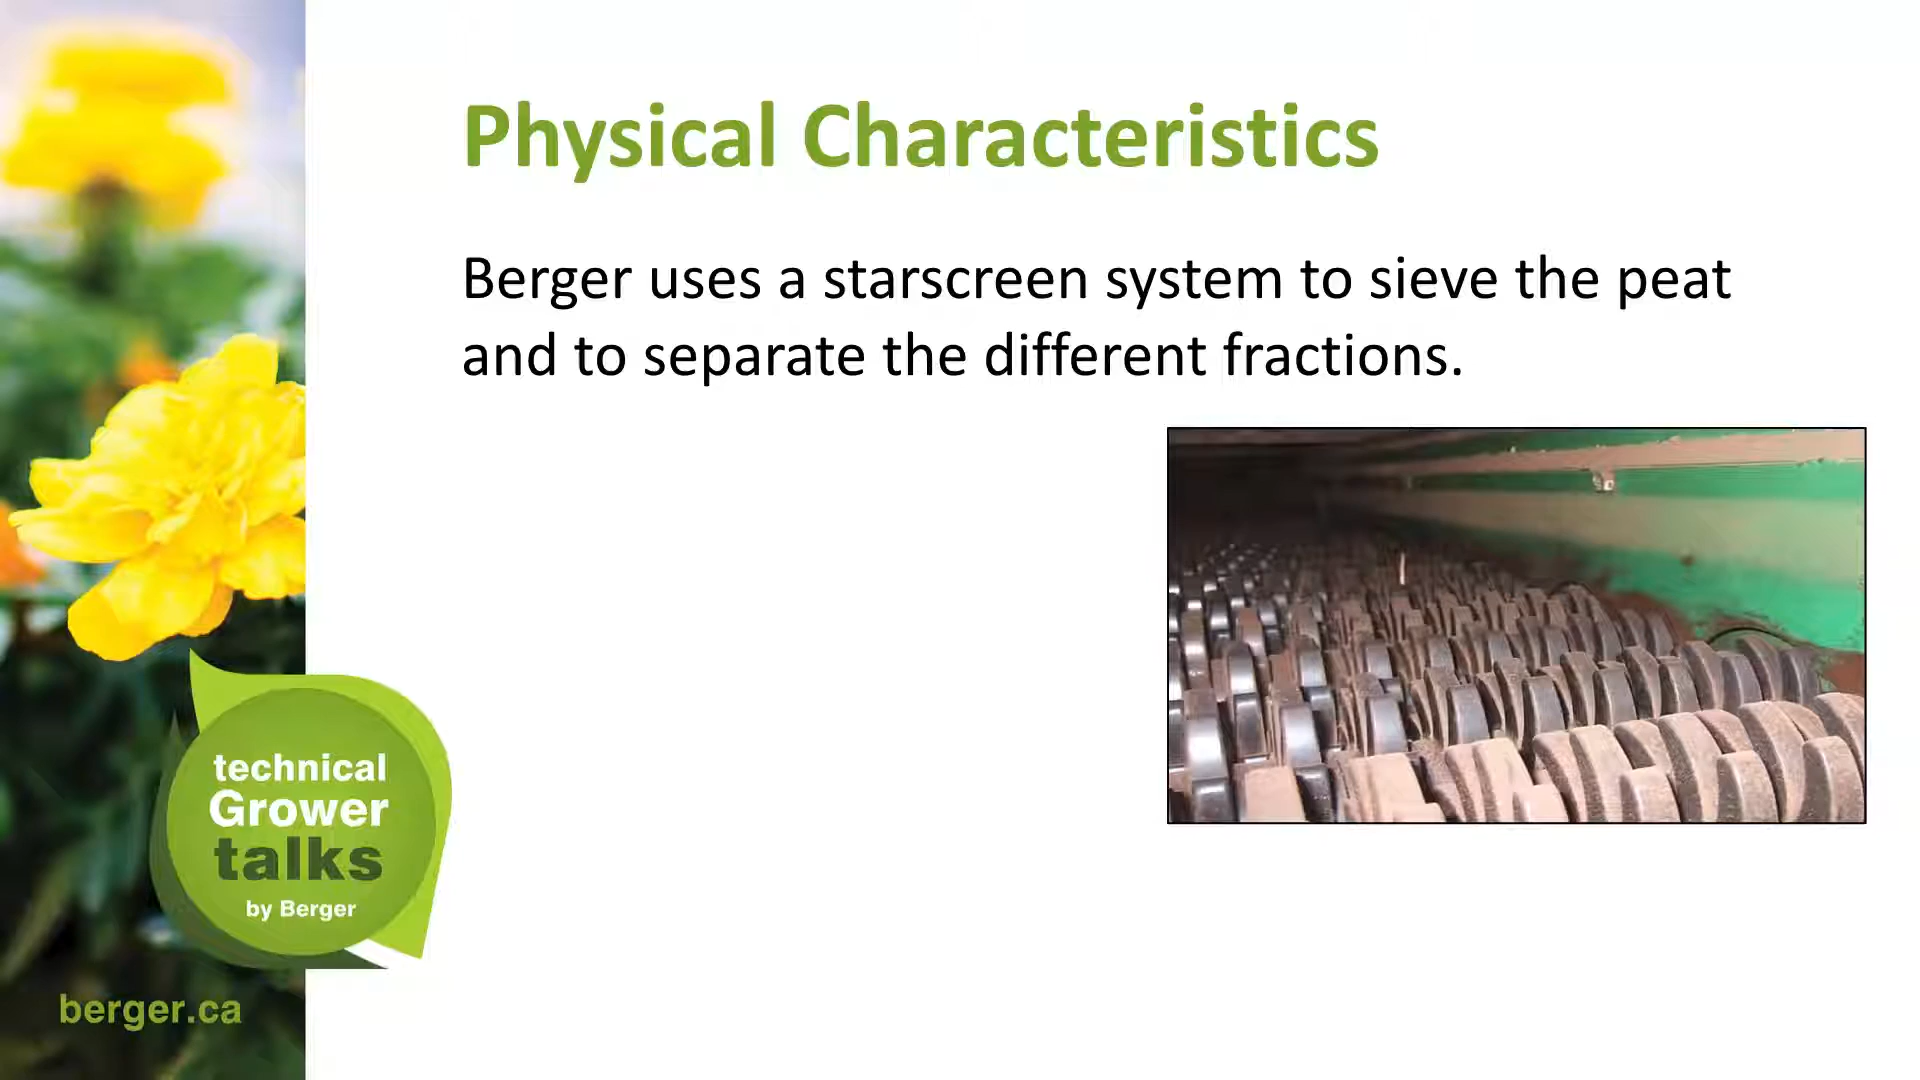 Physical Characteristics
Berger uses a starscreen system to sieve the peat
and to separate the different fractions.
technical
Grower
talks
by Berger
berger.ca